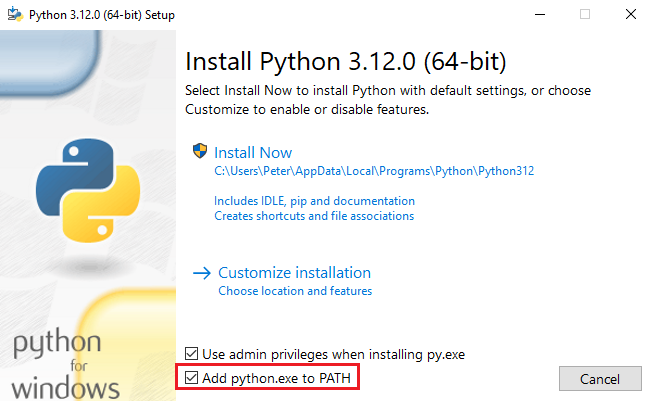 Python 3.12.0 (64-bit) Setup
Install Python 3.12.0 (64-bit)
Select Install Now to install Python with default settings, or choose
Customize to enable or disable features.
Install Now
C:\Users\Peter\AppData\Local\Programs\Python\Python312
Includes IDLE, pip and documentation
Creates shortcuts and file associations
Customize installation
Choose location and features
python
for
windows
Use admin privileges when installing py.exe
Add python.exe to PATH
Cancel